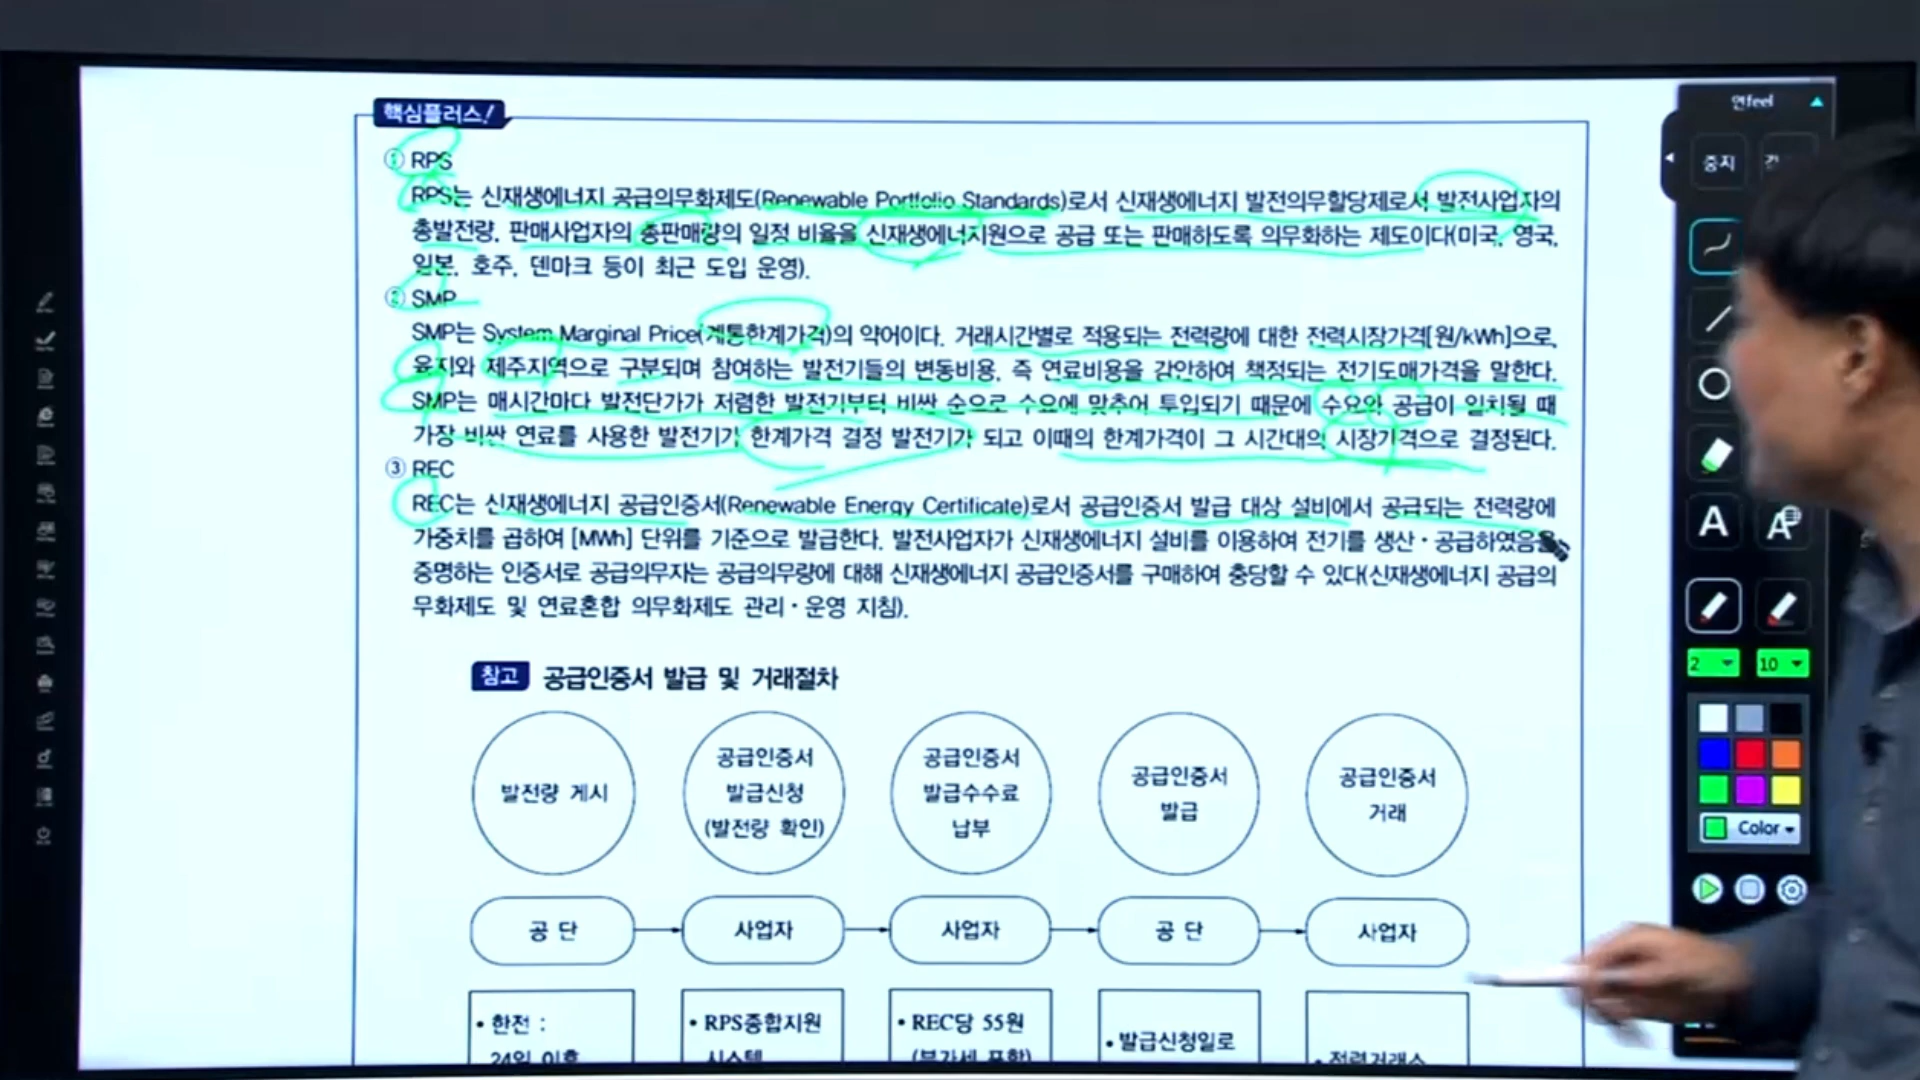 핵심플러스!
① RPS
RPS는 신재생에너지 공급의무화제도(Renewable Portfolio Standards)로서 신재생에너지 발전의무할당제로서 발전사업자의
총발전량, 판매사업자의 총판매량의 일정 비율을 신재생에너지원으로 공급 또는 판매하도록 의무화하는 제도이다(미국, 영국,
일본, 호주, 덴마크 등이 최근 도입 운영).
② SMP
SMP는 System Marginal Price(계통한계가격)의 약어이다. 거래시간별로 적용되는 전력량에 대한 전력시장가격[원/kWh]으로,
육지와 제주지역으로 구분되며 참여하는 발전기들의 변동비용, 즉 연료비용을 감안하여 책정되는 전기도매가격을 말한다.
SMP는 매시간마다 발전단가가 저렴한 발전기부터 비싼 순으로 수요에 맞추어 투입되기 때문에 수요와 공급이 일치될 때
가장 비싼 연료를 사용한 발전기가 한계가격 결정 발전기가 되고 이때의 한계가격이 그 시간대의 시장가격으로 결정된다.
③ REC
REC는 신재생에너지 공급인증서(Renewable Energy Certificate)로서 공급인증서 발급 대상 설비에서 공급되는 전력량에
가중치를 곱하여 [MWh] 단위를 기준으로 발급한다. 발전사업자가 신재생에너지 설비를 이용하여 전기를 생산·공급하였음을
증명하는 인증서로 공급의무자는 공급의무량에 대해 신재생에너지 공급인증서를 구매하여 충당할 수 있다(신재생에너지 공급의
무화제도 및 연료혼합 의무화제도 관리·운영 지침).
참고 공급인증서 발급 및 거래절차
발전량 게시
공급인증서
발급신청
(발전량 확인)
공급인증서
발급수수료
납부
공급인증서
발급
공급인증서
거래
공 단
사업자
사업자
공 단
사업자
• 한전 :
24일 이후
• RPS종합지원
시스템
• REC당 55원
(부가세 포함)
• 발급신청일로
• 전력거래소
연feel
중지
A
A
2
10
Color